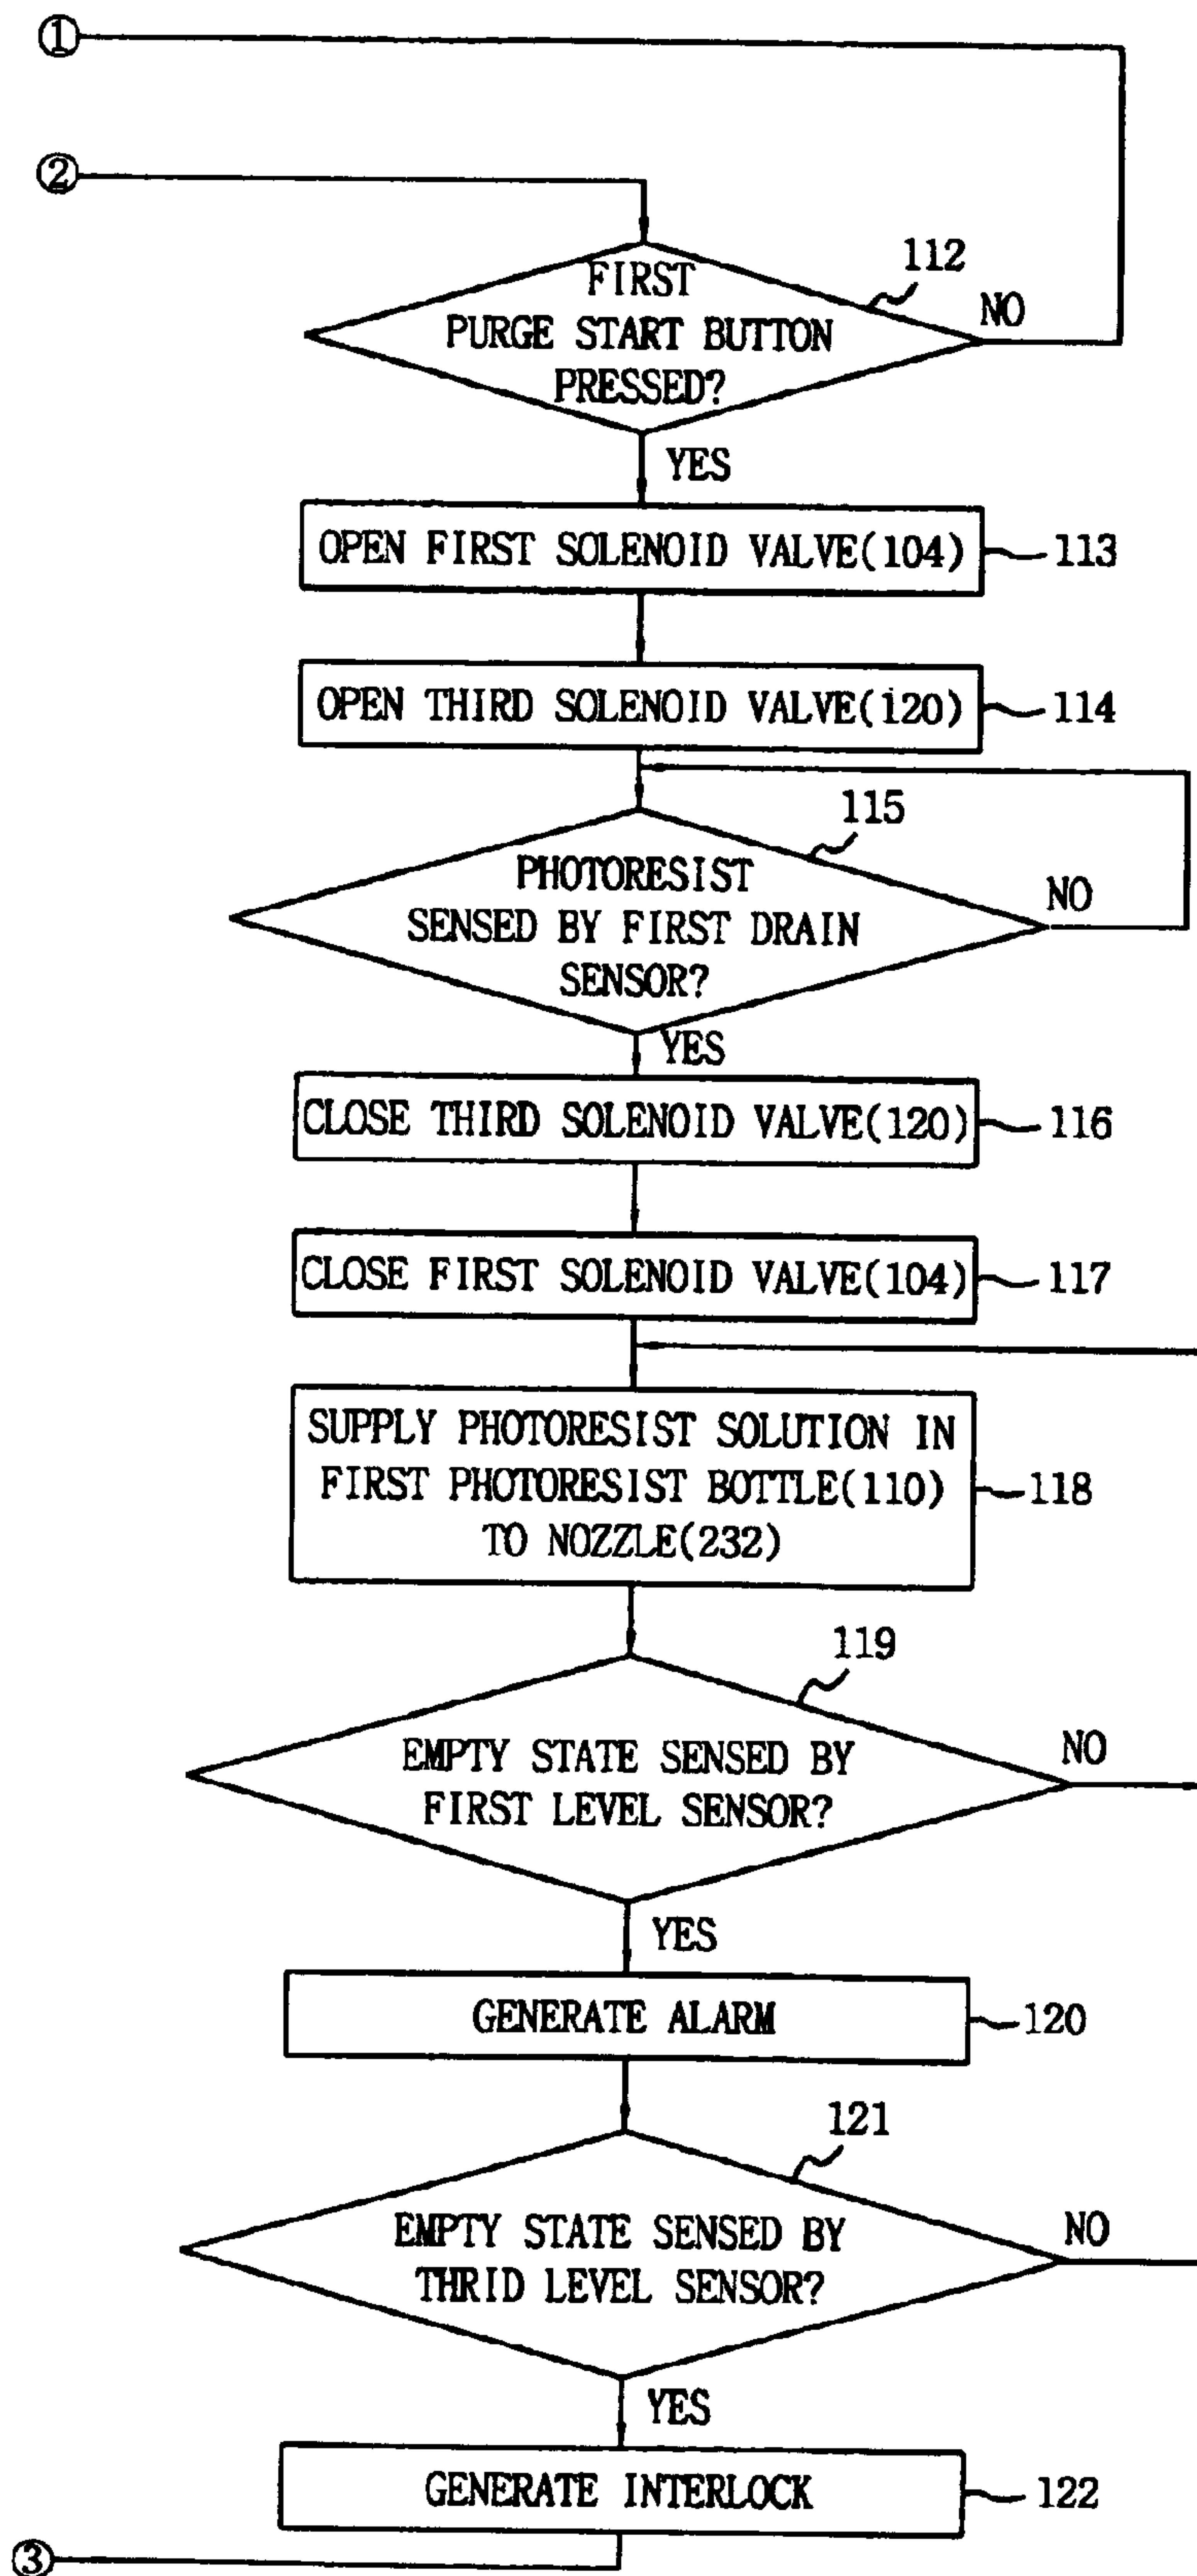 ①
②
112
FIRST
PURGE START BUTTON
PRESSED?
NO
YES
OPEN FIRST SOLENOID VALVE(104)
113
OPEN THIRD SOLENOID VALVE(120)
114
115
PHOTORESIST
SENSED BY FIRST DRAIN
SENSOR?
NO
YES
CLOSE THIRD SOLENOID VALVE(120)
116
CLOSE FIRST SOLENOID VALVE(104)
117
SUPPLY PHOTORESIST SOLUTION IN
FIRST PHOTORESIST BOTTLE(110)
TO NOZZLE(232)
118
119
EMPTY STATE SENSED BY
FIRST LEVEL SENSOR?
NO
YES
GENERATE ALARM
120
121
EMPTY STATE SENSED BY
THRID LEVEL SENSOR?
NO
YES
GENERATE INTERLOCK
122
③